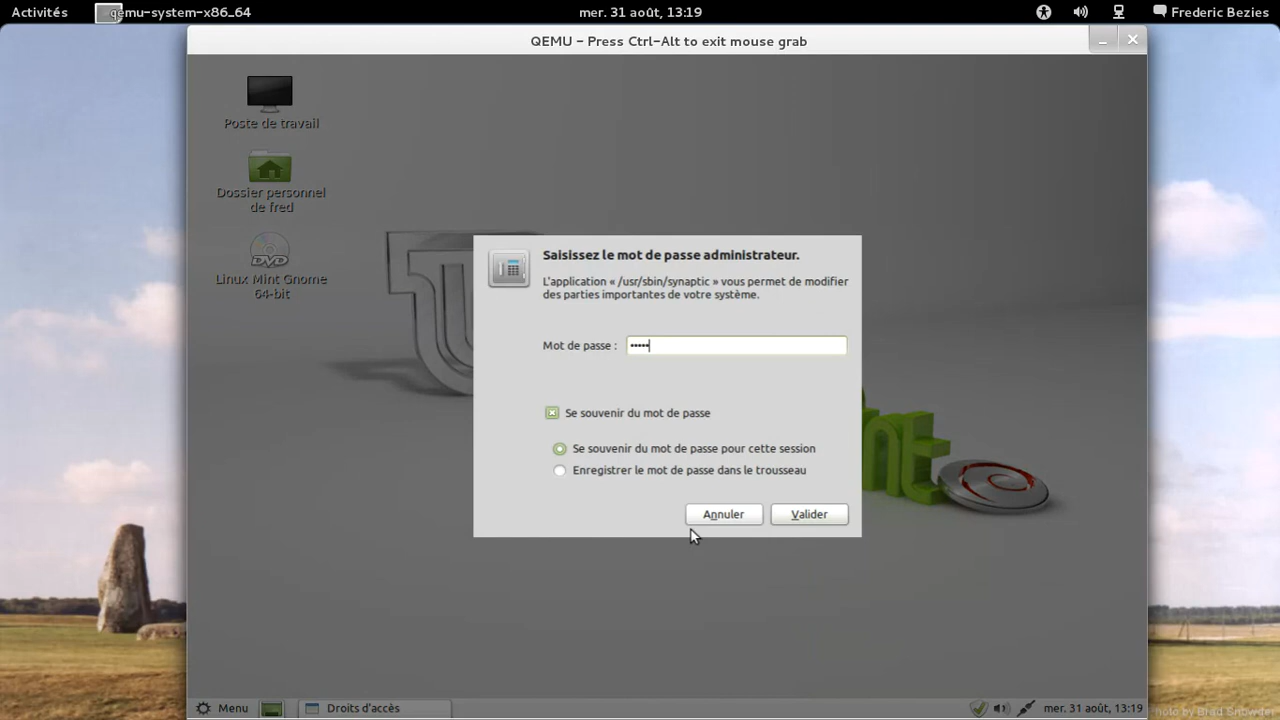 Activités
qemu-system-x86_64
mer. 31 août, 13:19
Frederic Bezies
QEMU - Press Ctrl-Alt to exit mouse grab
Poste de travail
Dossier personnel
de fred
DVD
Linux Mint Gnome
64-bit
Saisissez le mot de passe administrateur.
L'application « /usr/sbin/synaptic » vous permet de modifier
des parties importantes de votre système.
Mot de passe : •••••
Se souvenir du mot de passe
Se souvenir du mot de passe pour cette session
Enregistrer le mot de passe dans le trousseau
Annuler
Valider
Menu
Droits d'accès
mer. 31 août, 13:19